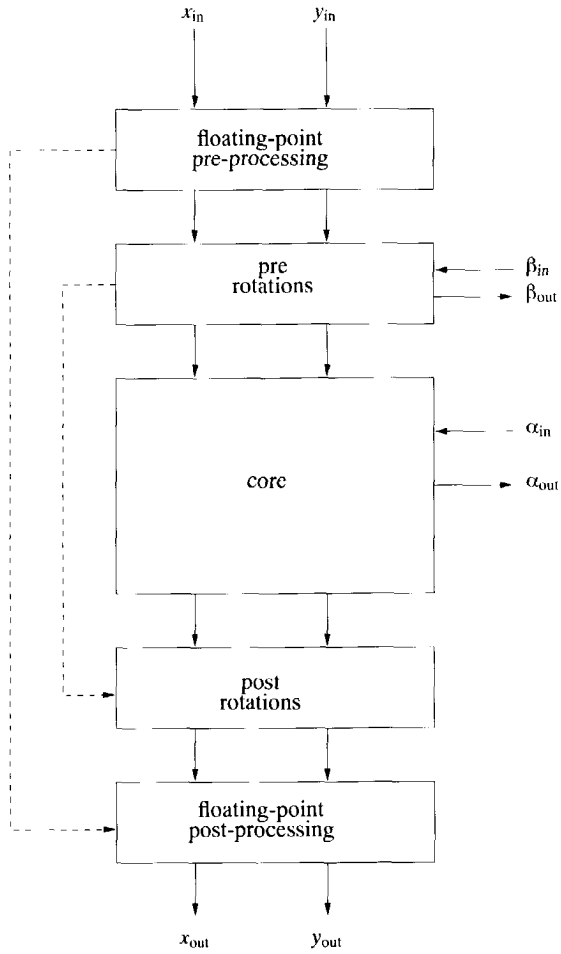 x_in y_in
floating-point
pre-processing
pre
rotations
β_in
β_out
core
α_in
α_out
post
rotations
floating-point
post-processing
x_out y_out